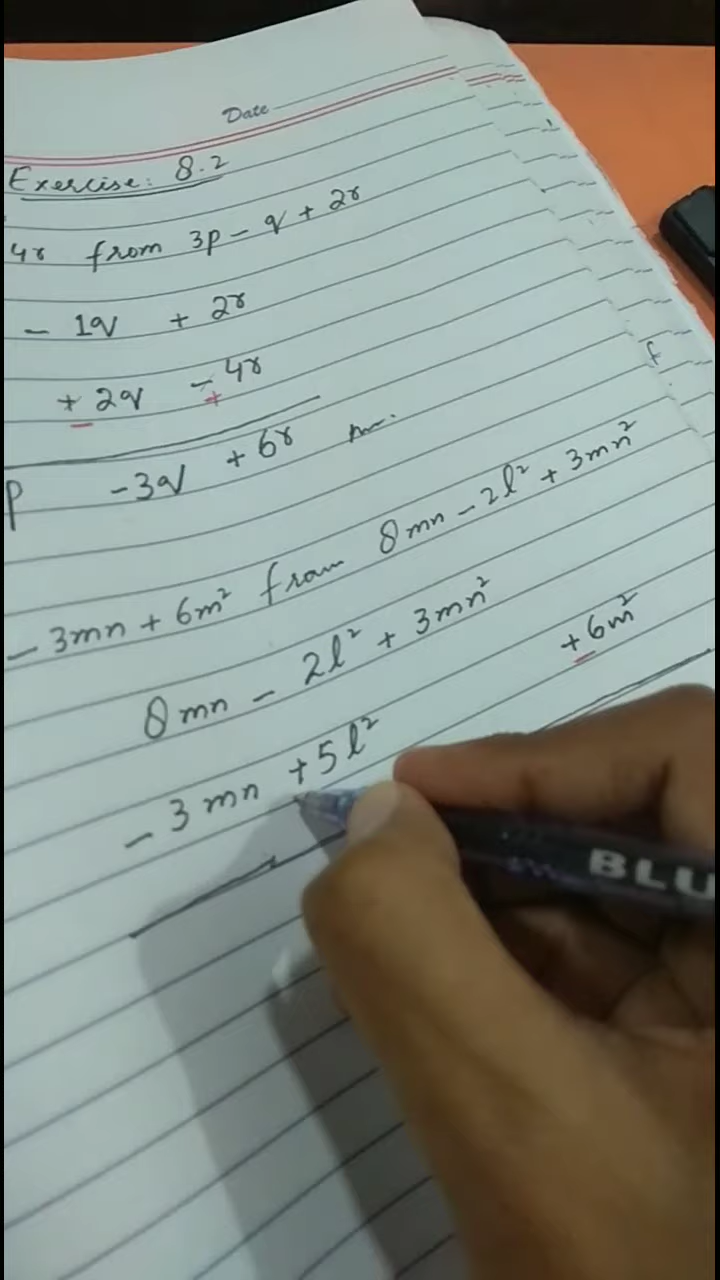 Date
Exercise: 8.2
4r from 3p - q + 2r
- 1q + 2r
+ 2q - 4r
- +
p - 3q + 6r
- 3mn + 6m² from 8mn - 2l² + 3mn²
8mn - 2l² + 3mn²
- 3mn + 5l² + 6m²
-
BLU